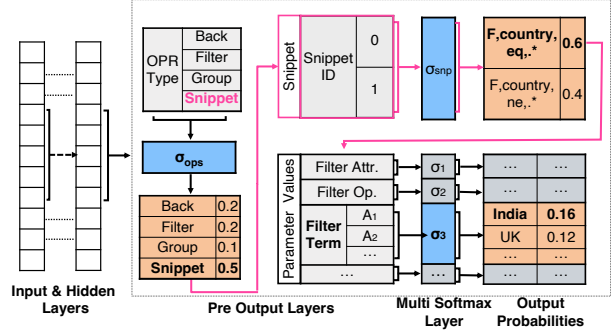 OPR
Type
Back
Filter
Group
Snippet
σops
Back 0.2
Filter 0.2
Group 0.1
Snippet 0.5
Snippet
Snippet
ID
0
1
σsnp
F,country,
eq,.* 0.6
F,country,
ne,.* 0.4
Parameter Values
Filter Attr. σ1 ... ...
Filter Op. σ2 ... ...
Filter
Term
A1
A2
...
σ3
India 0.16
UK 0.12
... ...
... ... ... ...
Input & Hidden
Layers
Pre Output Layers
Multi Softmax
Layer
Output
Probabilities